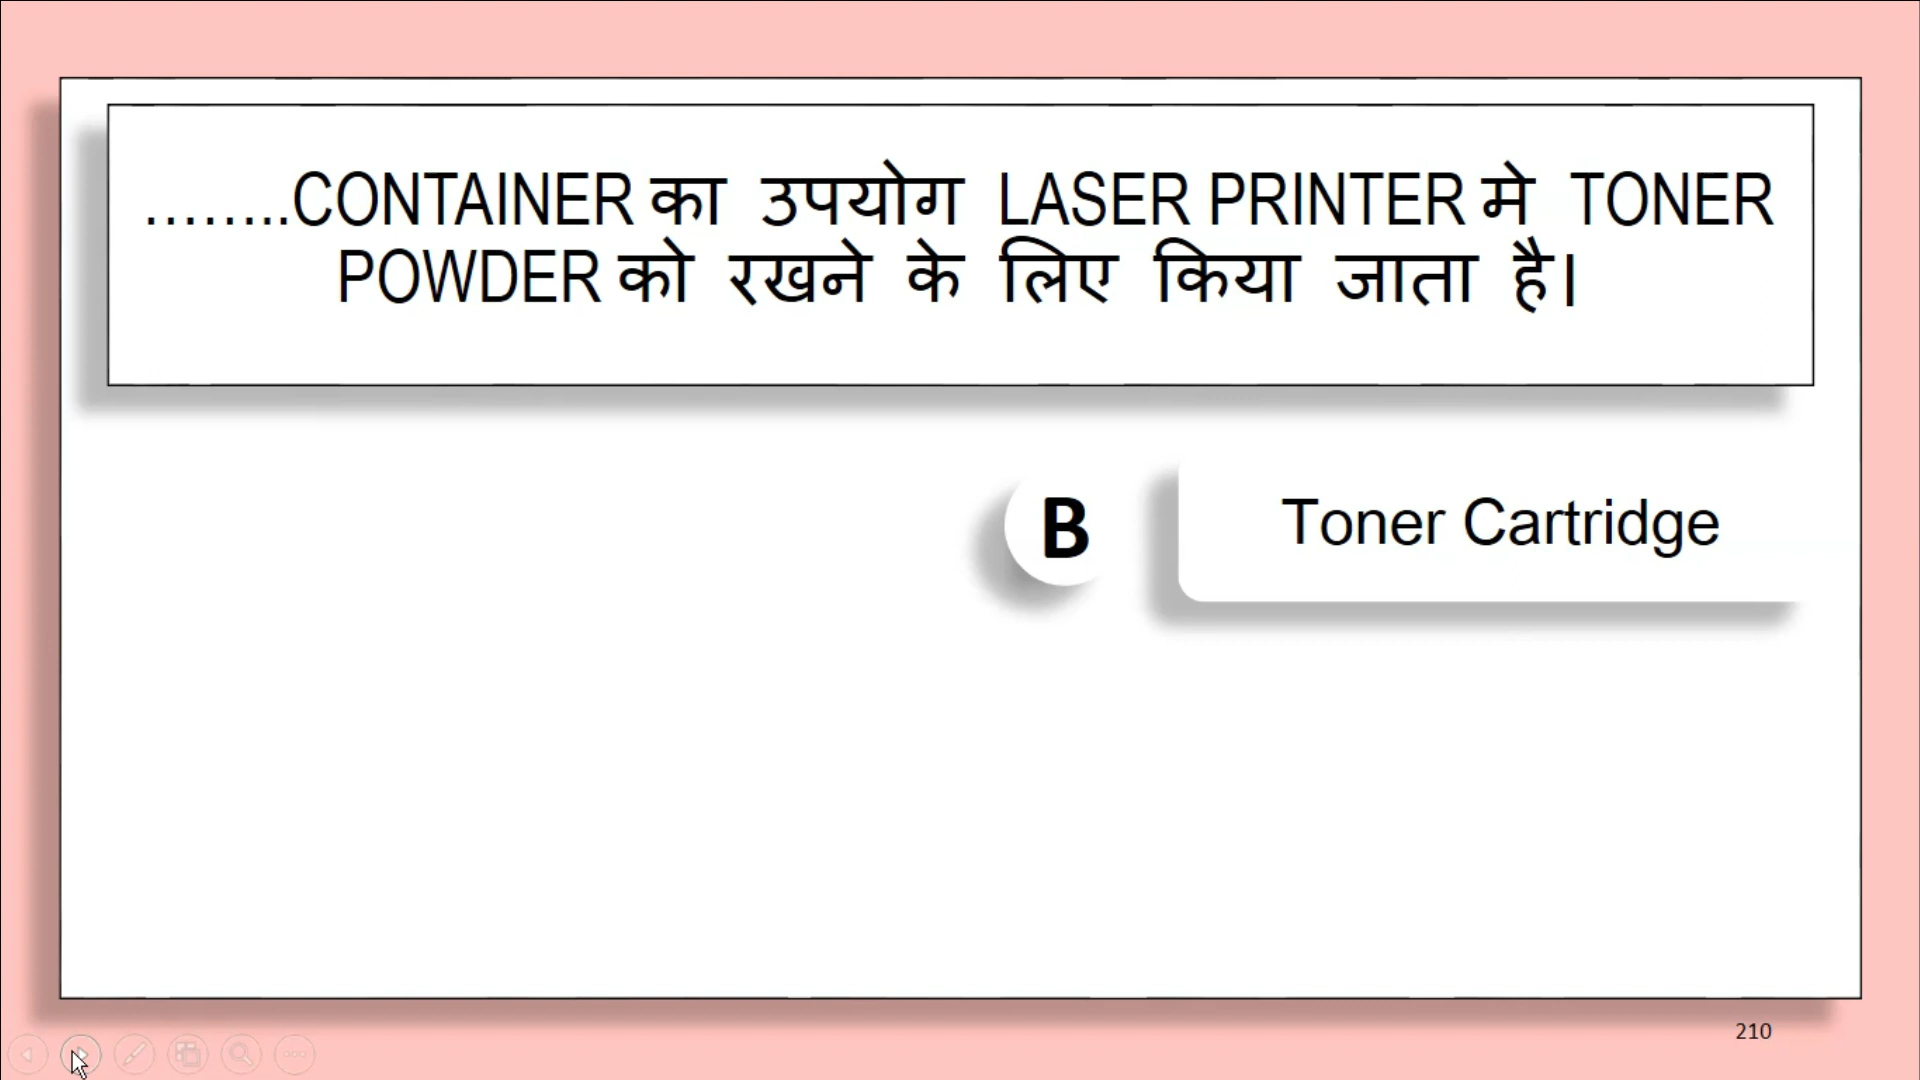 ........CONTAINER का उपयोग LASER PRINTER मे TONER
POWDER को रखने के लिए किया जाता है।
B
Toner Cartridge
210